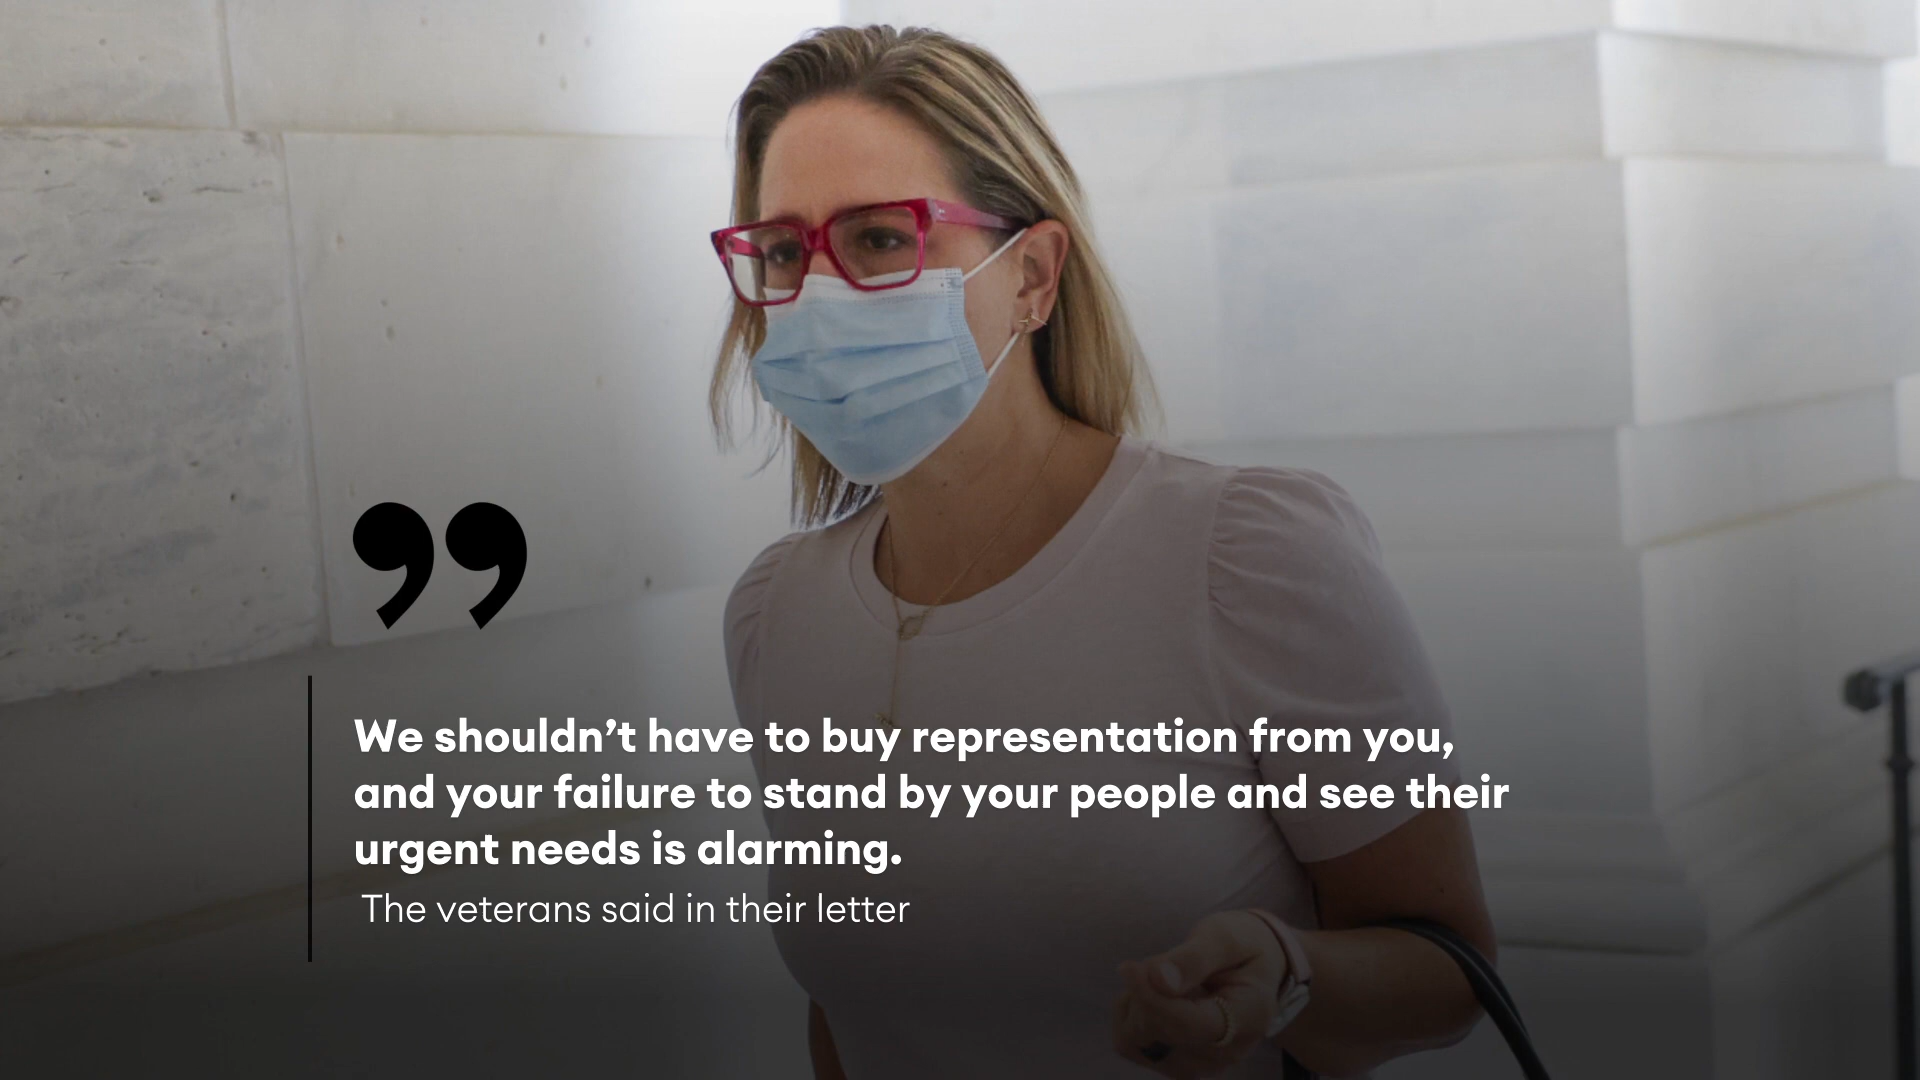 ”
We shouldn’t have to buy representation from you,
and your failure to stand by your people and see their
urgent needs is alarming.
The veterans said in their letter